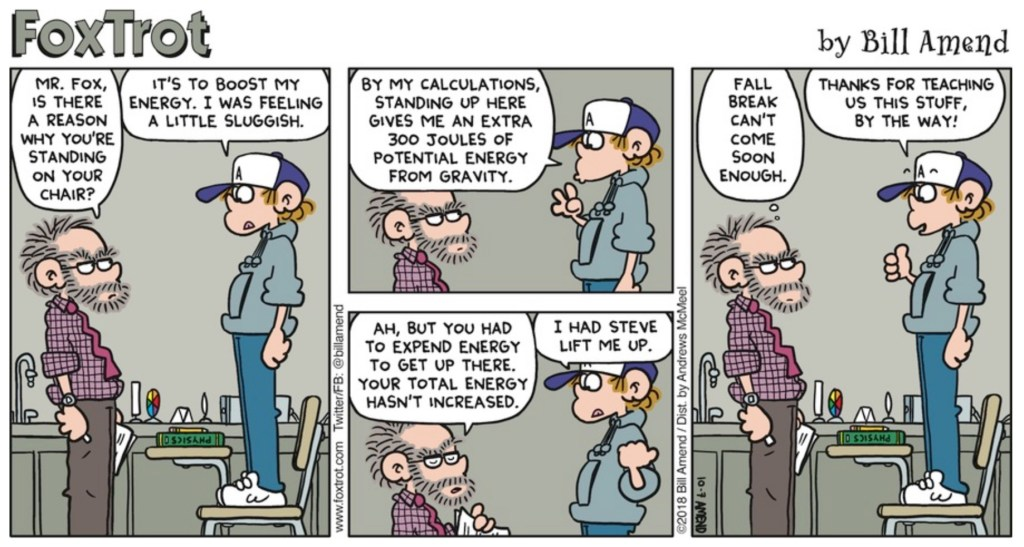 FoxTrot
by Bill Amend
MR. FOX,
IS THERE
A REASON
WHY YOU'RE
STANDING
ON YOUR
CHAIR?
IT'S TO BOOST MY
ENERGY. I WAS FEELING
A LITTLE SLUGGISH.
A
PHYSICS
BY MY CALCULATIONS,
STANDING UP HERE
GIVES ME AN EXTRA
300 JOULES OF
POTENTIAL ENERGY
FROM GRAVITY.
A
AH, BUT YOU HAD
TO EXPEND ENERGY
TO GET UP THERE.
YOUR TOTAL ENERGY
HASN'T INCREASED.
I HAD STEVE
LIFT ME UP.
www.foxtrot.com Twitter/FB: @billamend
©2018 Bill Amend / Dist. by Andrews McMeel
FALL
BREAK
CAN'T
COME
SOON
ENOUGH.
THANKS FOR TEACHING
US THIS STUFF,
BY THE WAY!
A
PHYSICS
10-7 AMEND